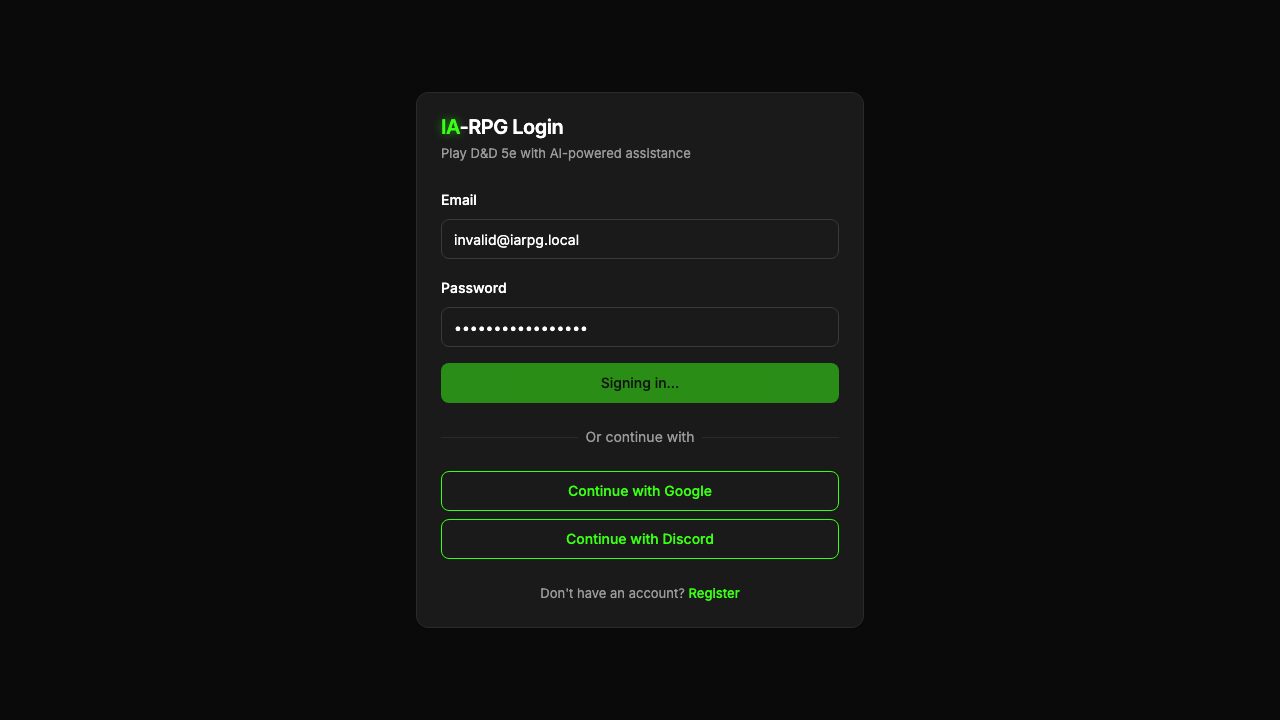 IA-RPG Login
Play D&D 5e with AI-powered assistance
Email
invalid@iarpg.local
Password
•••••••••••••••••
Signing in...
Or continue with
Continue with Google
Continue with Discord
Don't have an account? Register